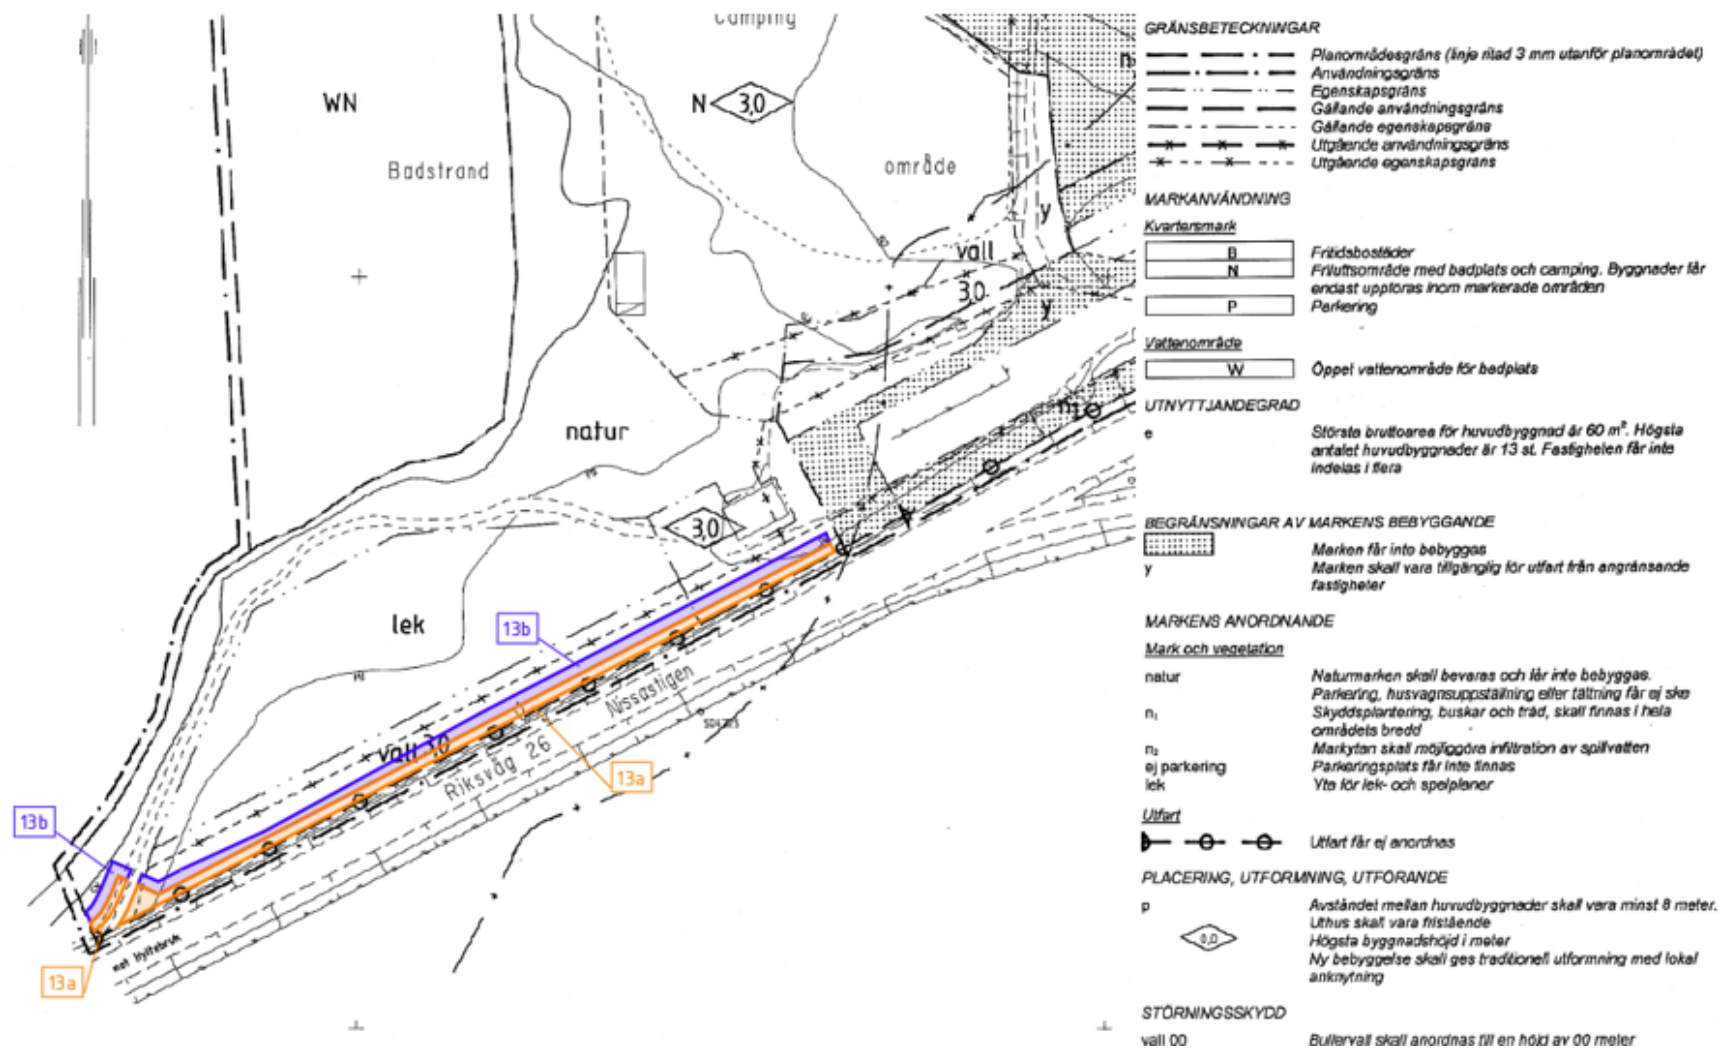 Camping
WN
N
3,0
Badstrand
område
y
vall
3,0
y
n
natur
n₁
3,0
lek
13b
Nissastigen
vall 3,0
Riksväg 26
13a
13b
mot Hyltebruk
13a
GRÄNSBETECKNINGAR
Planområdesgräns (linje ritad 3 mm utanför planområdet)
Användningsgräns
Egenskapsgräns
Gällande användningsgräns
Gällande egenskapsgräns
Utgående användningsgräns
Utgående egenskapsgräns
MARKANVÄNDNING
Kvartersmark
B Fritidsbostäder
N Friluftsområde med badplats och camping. Byggnader får
endast uppföras inom markerade områden
P Parkering
Vattenområde
W Öppet vattenområde för badplats
UTNYTTJANDEGRAD
e Största bruttoarea för huvudbyggnad är 60 m². Högsta
antalet huvudbyggnader är 13 st. Fastigheten får inte
indelas i flera
BEGRÄNSNINGAR AV MARKENS BEBYGGANDE
Marken får inte bebyggas
y Marken skall vara tillgänglig för utfart från angränsande
fastigheter
MARKENS ANORDNANDE
Mark och vegetation
natur Naturmarken skall bevaras och får inte bebyggas.
Parkering, husvagnsuppställning eller tältning får ej ske
n₁ Skyddsplantering, buskar och träd, skall finnas i hela
områdets bredd
n₂ Markytan skall möjliggöra infiltration av spillvatten
ej parkering Parkeringsplats får inte finnas
lek Yta för lek- och spelplaner
Utfart
Utfart får ej anordnas
PLACERING, UTFORMNING, UTFÖRANDE
p Avståndet mellan huvudbyggnader skall vara minst 8 meter.
Uthus skall vara fristående
0,0 Högsta byggnadshöjd i meter
Ny bebyggelse skall ges traditionell utformning med lokal
anknytning
STÖRNINGSSKYDD
vall 00 Bullervall skall anordnas till en höjd av 00 meter